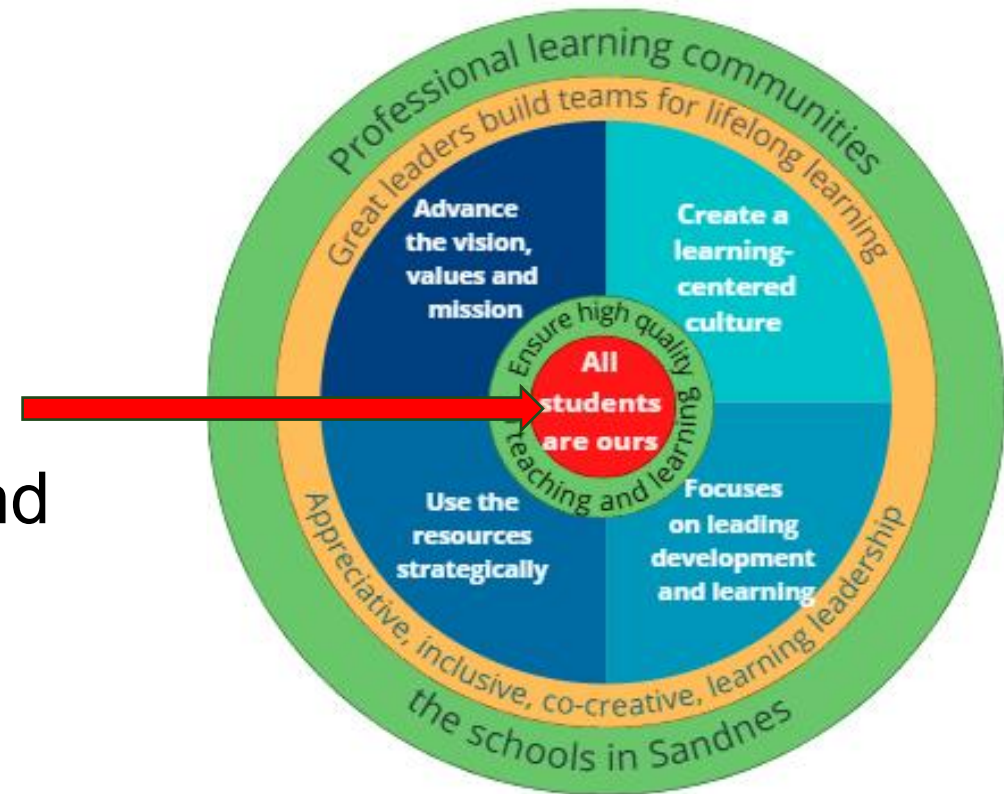 Professional learning communities
Great leaders build teams for lifelong learning
Advance
the vision,
values and
mission
Create a
learning-
centered
culture
Ensure high quality
teaching and learning
All
students
are ours
Use the
resources
strategically
Focuses
on leading
development
and learning
Appreciative, inclusive, co-creative, learning leadership
the schools in Sandnes